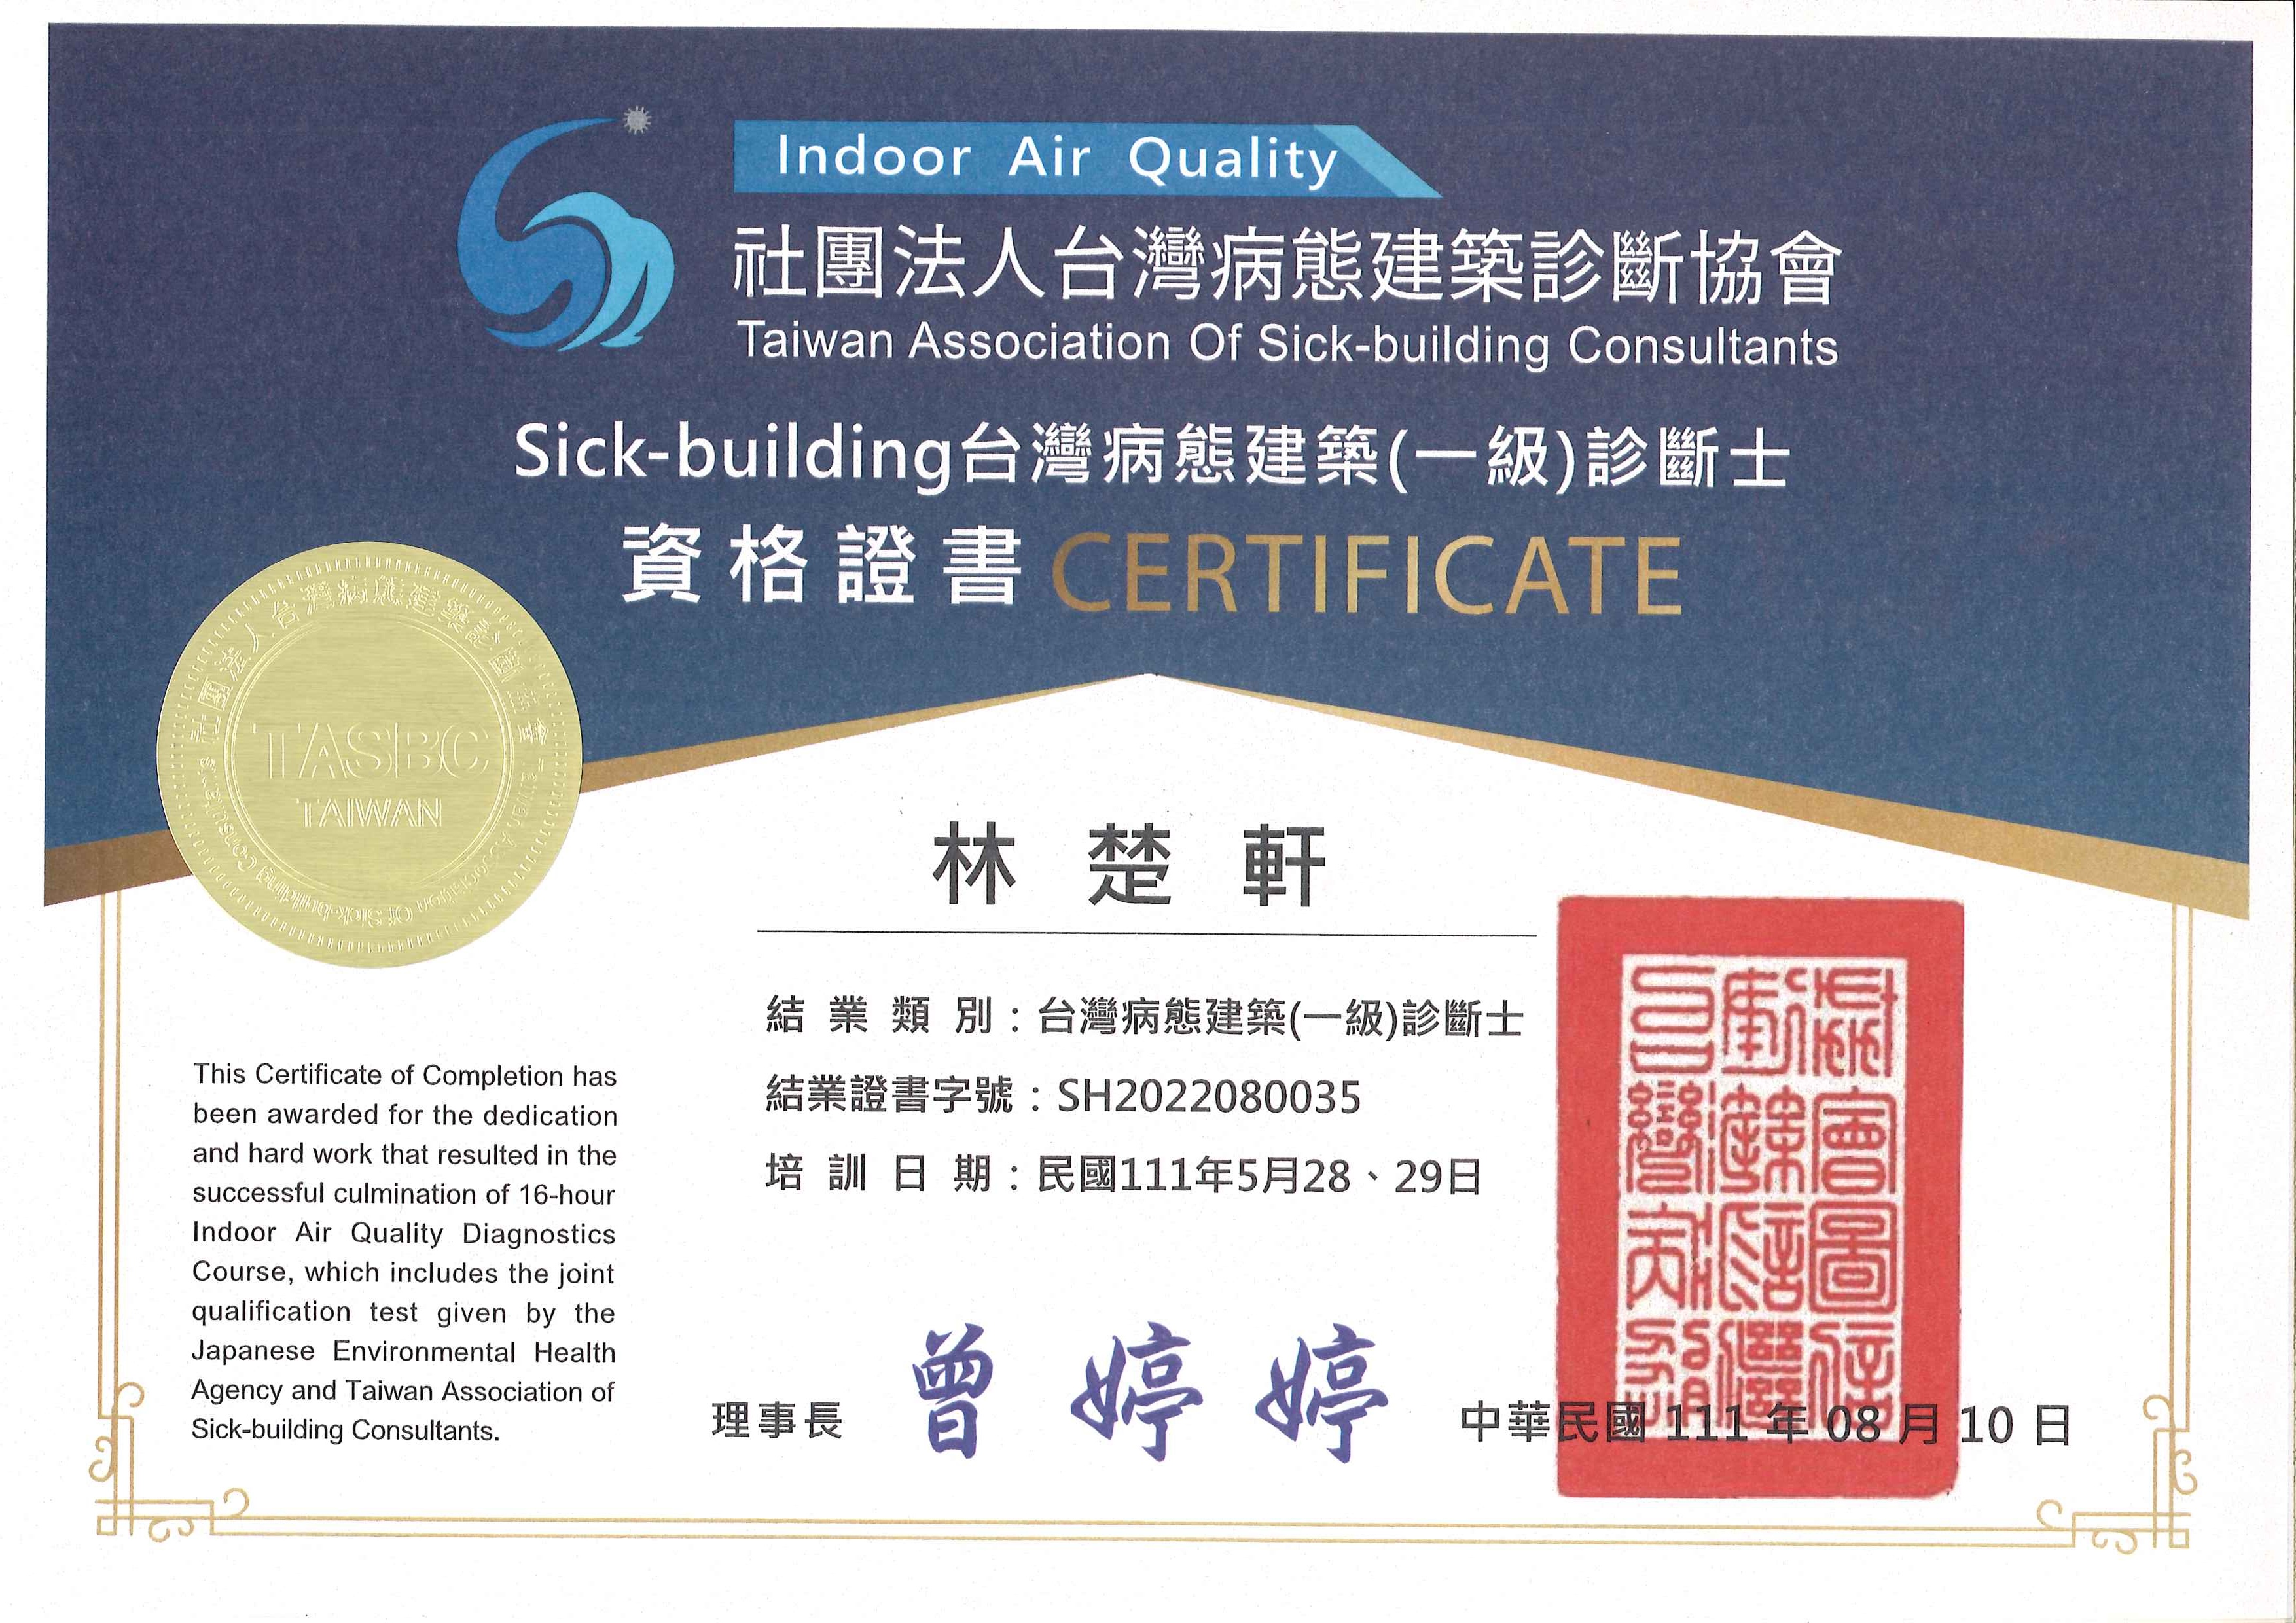 Indoor Air Quality
社團法人台灣病態建築診斷協會
Taiwan Association Of Sick-building Consultants
Sick-building台灣病態建築(一級)診斷士
資格證書 CERTIFICATE
社團法人台灣病態建築診斷協會
TASBC
TAIWAN
Taiwan Association Of Sick-building Consultants
林楚軒
結業類別：台灣病態建築(一級)診斷士
結業證書字號：SH2022080035
培訓日期：民國111年5月28、29日
This Certificate of Completion has
been awarded for the dedication
and hard work that resulted in the
successful culmination of 16-hour
Indoor Air Quality Diagnostics
Course, which includes the joint
qualification test given by the
Japanese Environmental Health
Agency and Taiwan Association of
Sick-building Consultants.
理事長 曾婷婷
中華民國 111 年 08 月 10 日